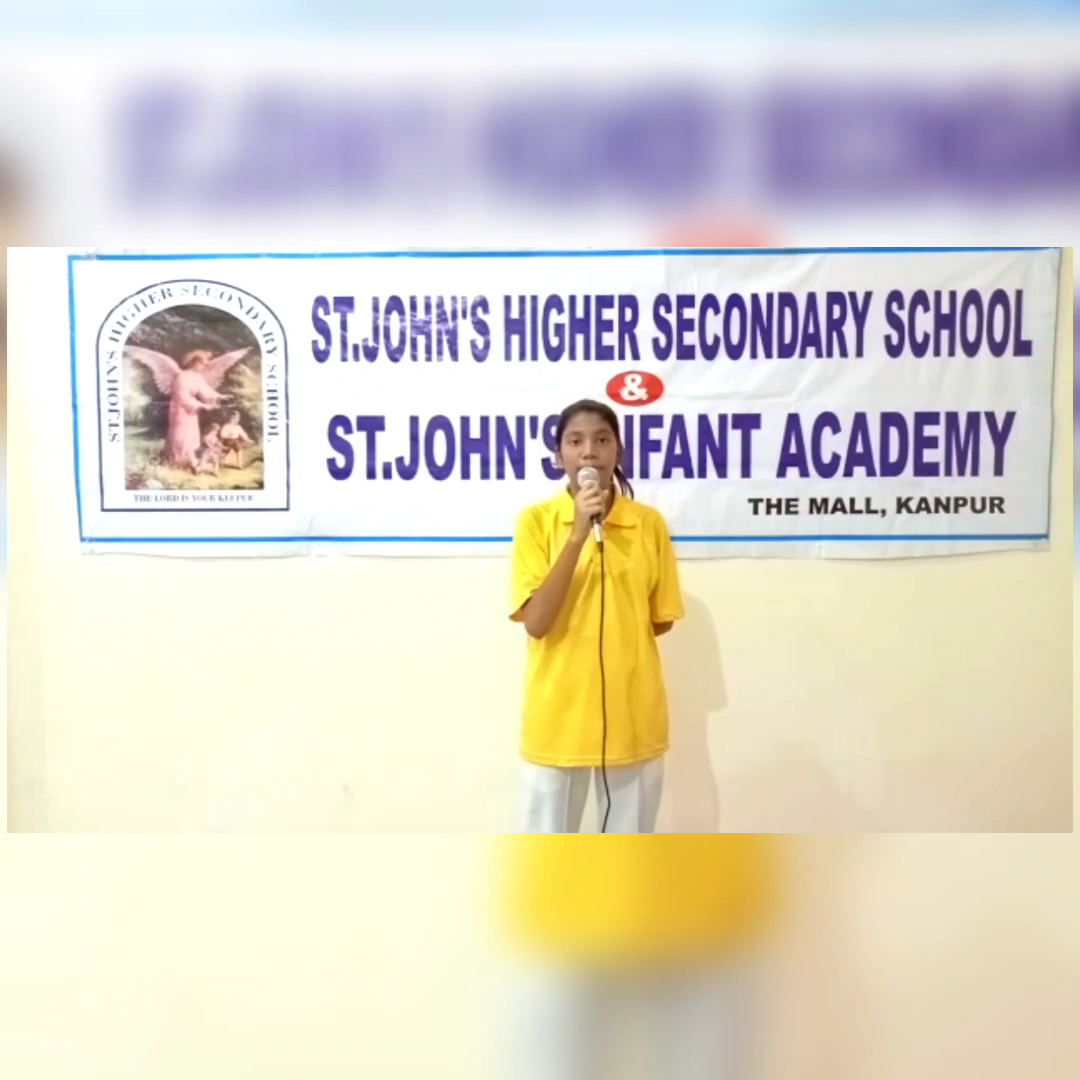 ST.JOHN'S HIGHER SECONDARY SCHOOL
THE LORD IS YOUR KEEPER
ST.JOHN'S HIGHER SECONDARY SCHOOL
&
ST.JOHN'S ACADEMY
THE MALL, KANPUR